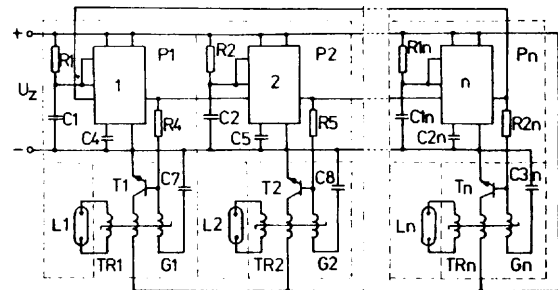 + R1 1 P1 R2 2 P2 R1n n Pn
Uz C1 C4 R4 C2 C5 R5 C1n C2n R2n
-
T1 C7 T2 C8 Tn C3n
L1 L2 Ln
TR1 G1 TR2 G2 TRn Gn